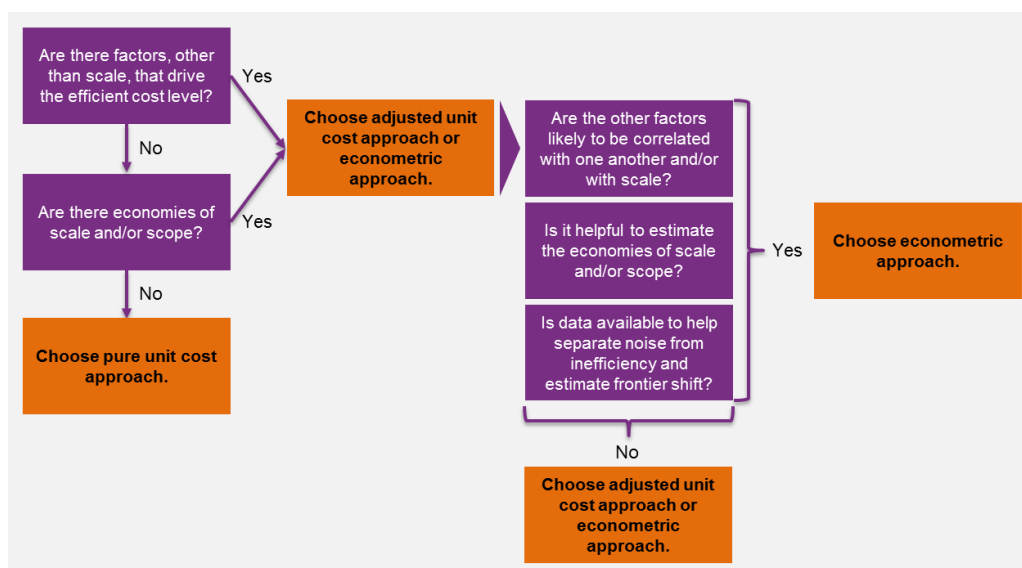 Are there factors, other
than scale, that drive
the efficient cost level?
Yes
No
Are there economies of
scale and/or scope?
Yes
No
Choose pure unit cost
approach.
Choose adjusted unit
cost approach or
econometric
approach.
Are the other factors
likely to be correlated
with one another and/or
with scale?
Is it helpful to estimate
the economies of scale
and/or scope?
Is data available to help
separate noise from
inefficiency and
estimate frontier shift?
Yes
Choose econometric
approach.
No
Choose adjusted unit
cost approach or
econometric
approach.